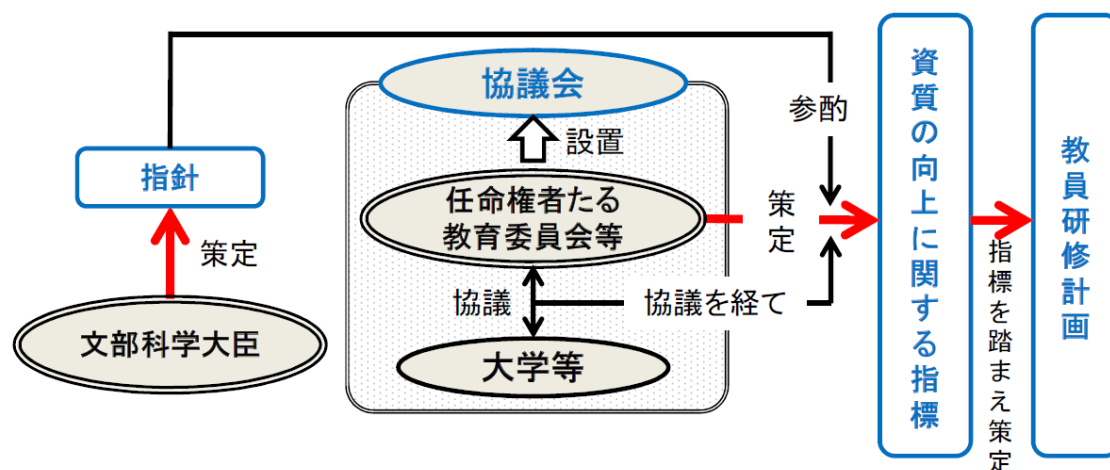 協議会
設置
指針
任命権者たる
教育委員会等
策定
文部科学大臣
協議
大学等
協議を経て
参酌
策定
資質の向上に関する指標
指標を踏まえ策定
教員研修計画